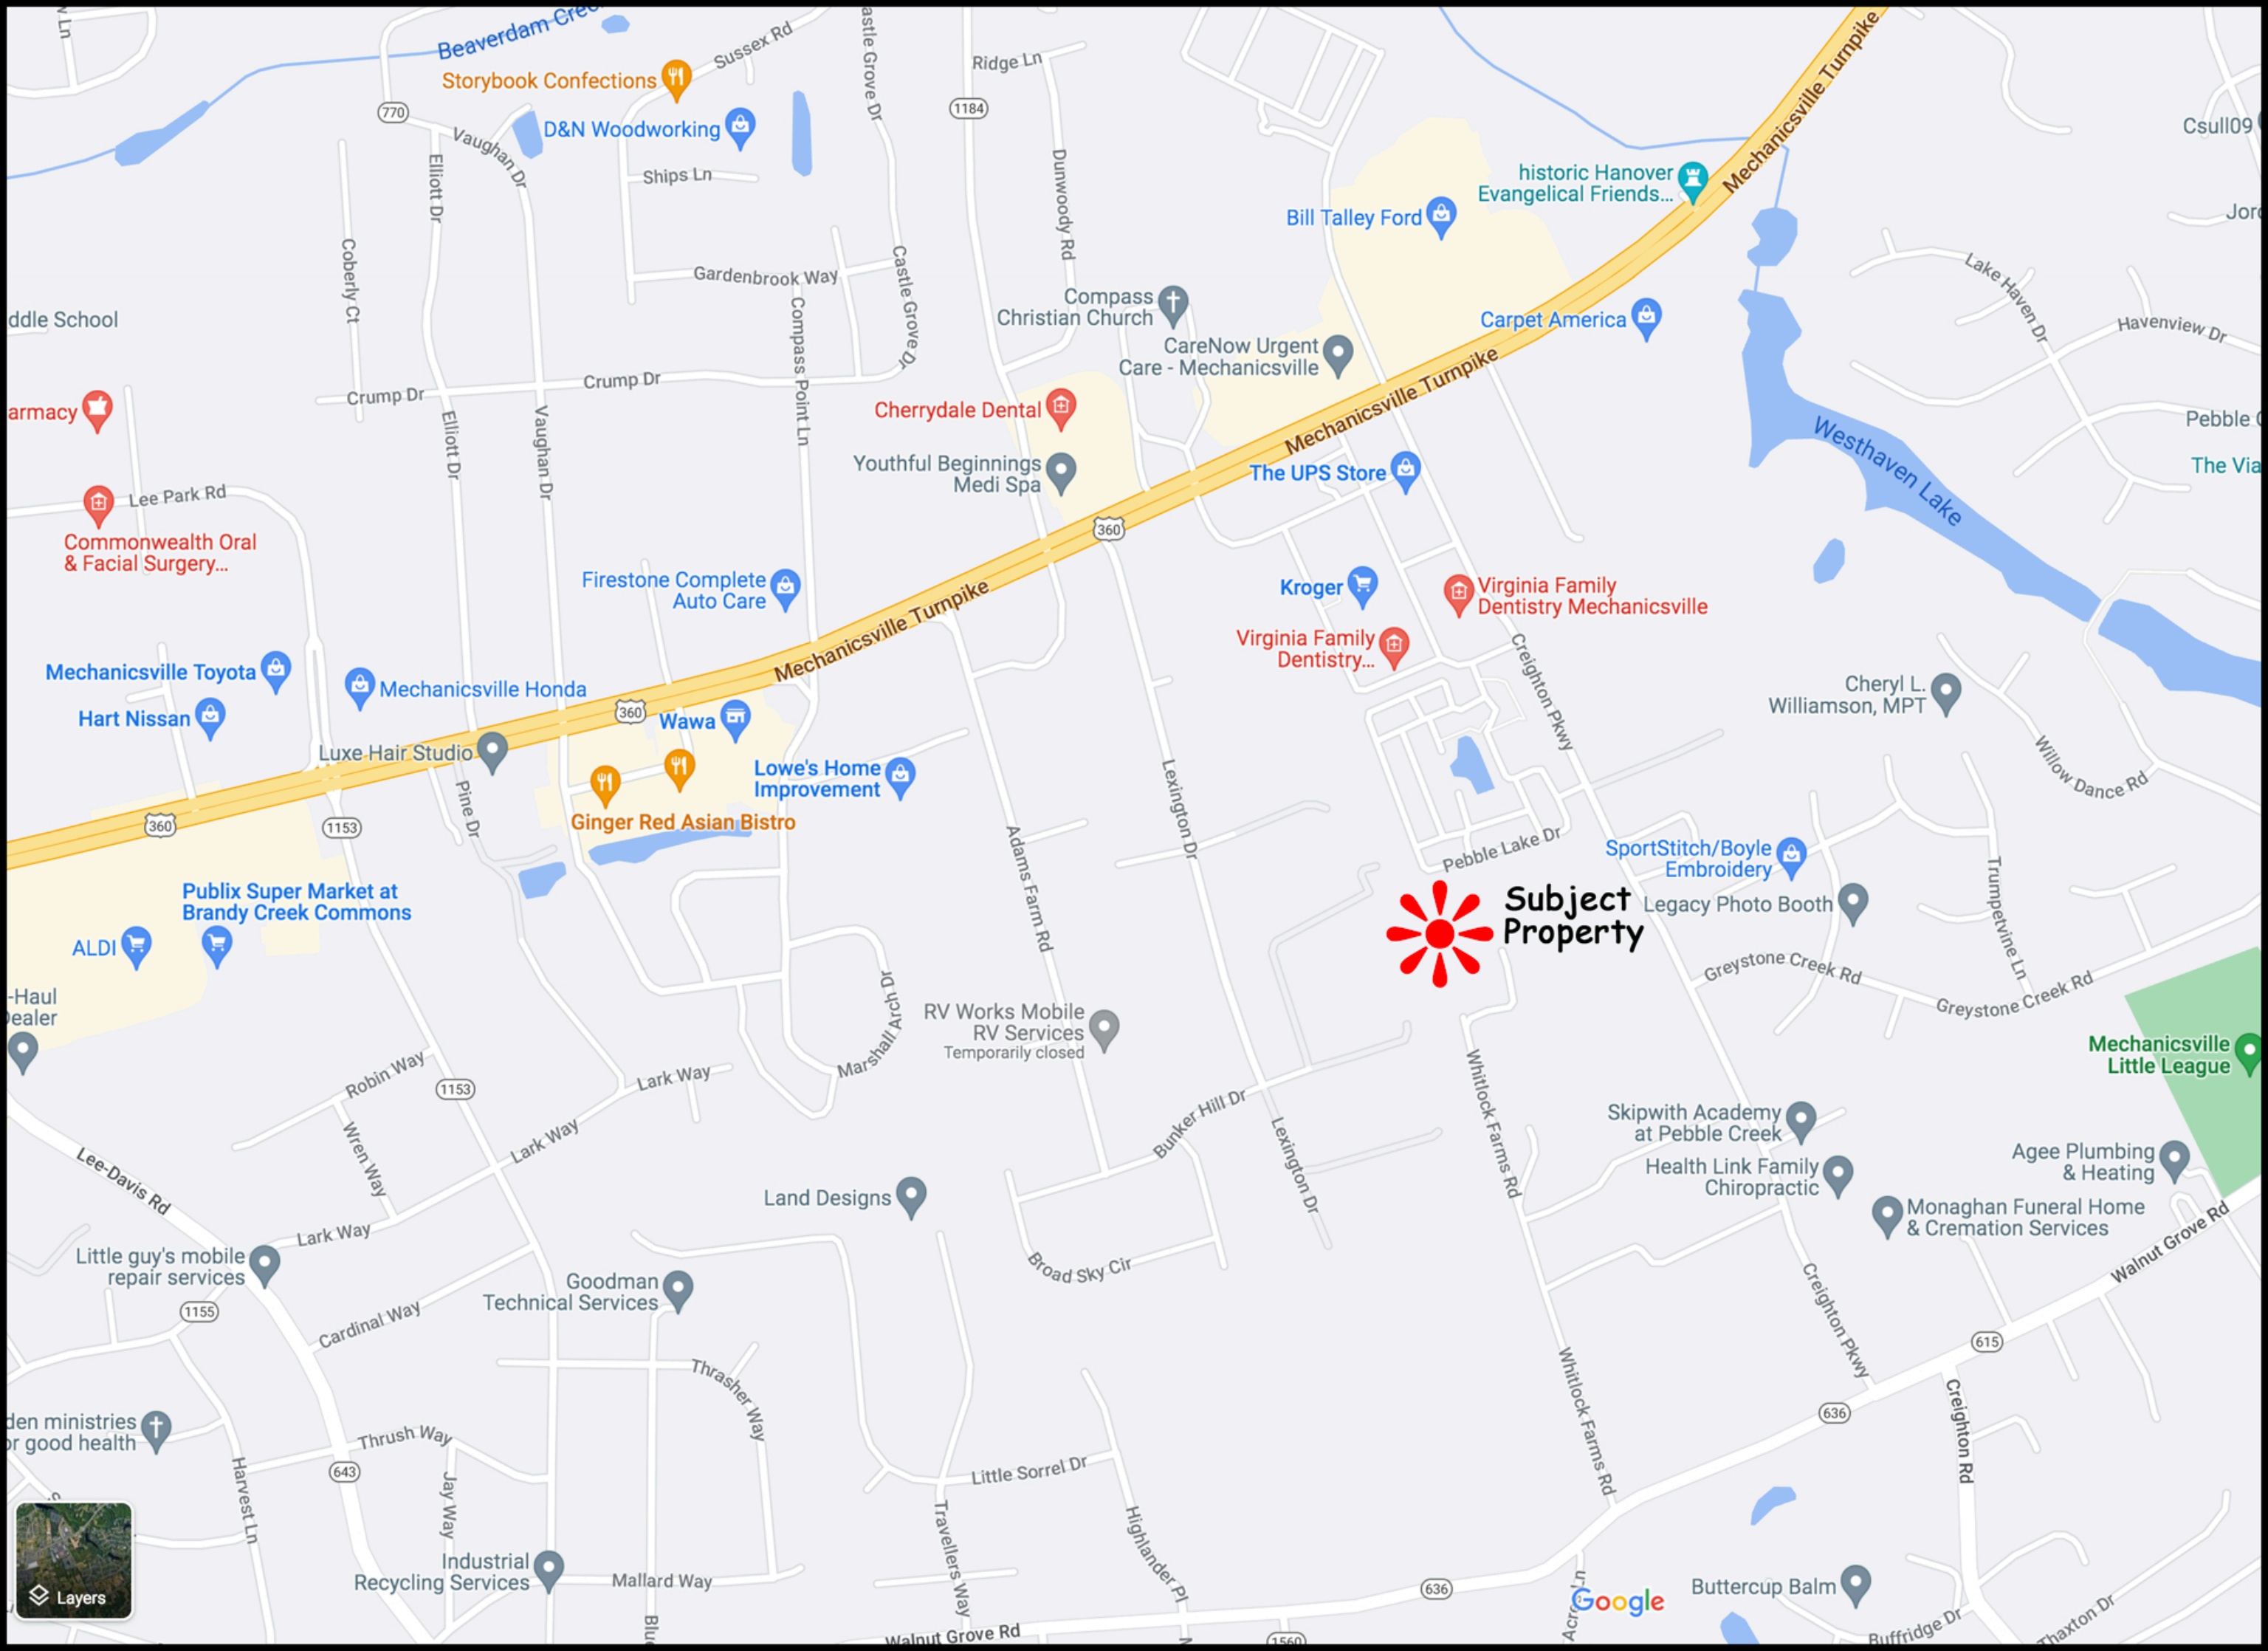 Beaverdam Cree
Storybook Confections
Sussex Rd
astle Grove Dr
Ridge Ln
1184
770
Vaughan Dr
D&N Woodworking
Ships Ln
Elliott Dr
Dunwoody Rd
Mechanicsville Turnpike
Csull09
historic Hanover
Evangelical Friends...
Mechanicsville Turnpike
Bill Talley Ford
Jor
Coberly Ct
Gardenbrook Way
Castle Grove Dr
Compass Point Ln
Compass
Christian Church
Lake Haven Dr
Havenview Dr
ddle School
Carpet America
CareNow Urgent
Care - Mechanicsville
Mechanicsville Turnpike
Crump Dr
Crump Dr
armacy
Elliott Dr
Vaughan Dr
Cherrydale Dental
Pebble
Westhaven Lake
Youthful Beginnings
Medi Spa
The UPS Store
The Via
Lee Park Rd
360
Commonwealth Oral
& Facial Surgery...
Firestone Complete
Auto Care
Mechanicsville Turnpike
Kroger
Virginia Family
Dentistry Mechanicsville
Virginia Family
Dentistry...
Creighton Pkwy
Mechanicsville Toyota
Mechanicsville Honda
Hart Nissan
360
Wawa
Cheryl L.
Williamson, MPT
Luxe Hair Studio
Lowe's Home
Improvement
Lexington Dr
Willow Dance Rd
Pine Dr
360
1153
Ginger Red Asian Bistro
Adams Farm Rd
Pebble Lake Dr
SportStitch/Boyle
Embroidery
Trumpetvine Ln
Publix Super Market at
Brandy Creek Commons
Subject
Property
Legacy Photo Booth
ALDI
Marshall Arch Dr
Greystone Creek Rd
Greystone Creek Rd
-Haul
Dealer
RV Works Mobile
RV Services
Temporarily closed
Mechanicsville
Little League
Whitlock Farms Rd
Robin Way
1153
Lark Way
Bunker Hill Dr
Lexington Dr
Skipwith Academy
at Pebble Creek
Wren Way
Lark Way
Agee Plumbing
& Heating
Health Link Family
Chiropractic
Lee-Davis Rd
Land Designs
Monaghan Funeral Home
& Cremation Services
Lark Way
Walnut Grove Rd
Little guy's mobile
repair services
Broad Sky Cir
Goodman
Technical Services
1155
Cardinal Way
Creighton Pkwy
615
Thrasher Way
Whitlock Farms Rd
636
Creighton Rd
den ministries
or good health
Thrush Way
643
Harvest Ln
Jay Way
Little Sorrel Dr
Travellers Way
Highlander Pl
Industrial
Recycling Services
Mallard Way
636
Buttercup Balm
Layers
Google
Acre Ln
Blue
Walnut Grove Rd
1560
Buffridge Dr
Thaxton Dr